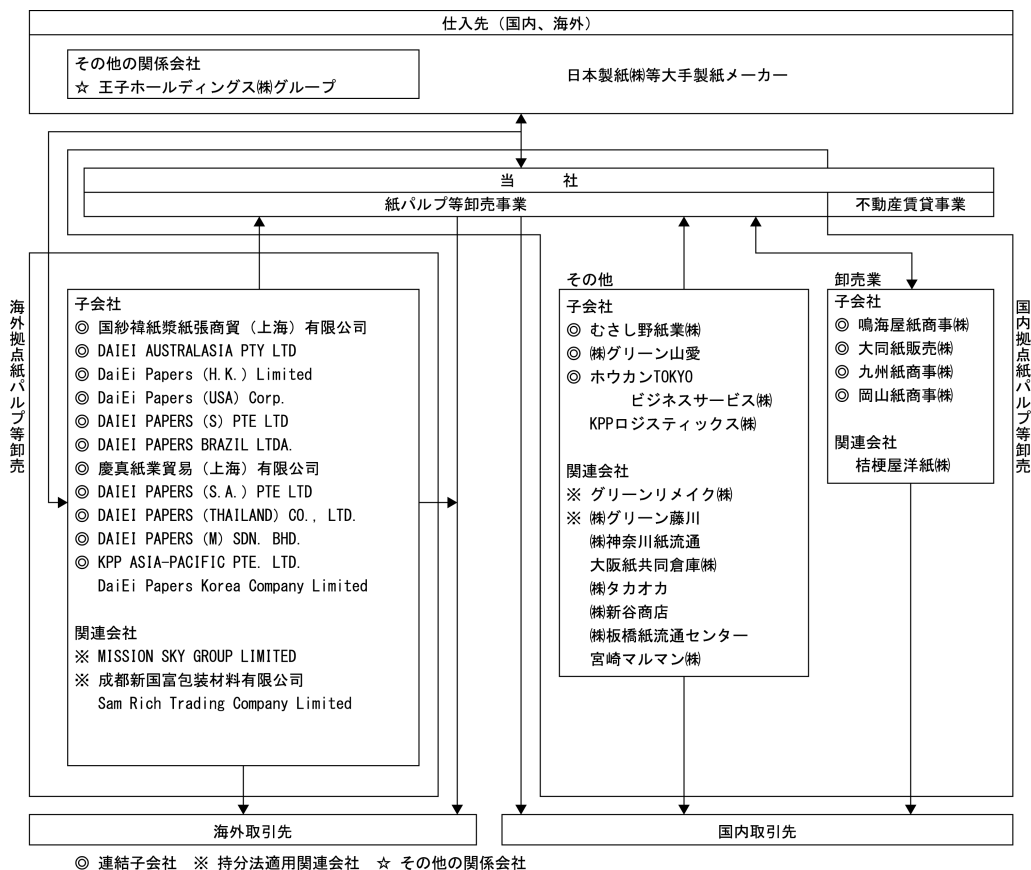 仕入先（国内、海外）
その他の関係会社
☆ 王子ホールディングス㈱グループ
日本製紙㈱等大手製紙メーカー
当　　社
紙パルプ等卸売事業
不動産賃貸事業
海外拠点紙パルプ等卸売
子会社
◎ 国紗禕紙漿紙張商貿（上海）有限公司
◎ DAIEI AUSTRALASIA PTY LTD
◎ DaiEi Papers (H.K.) Limited
◎ DaiEi Papers (USA) Corp.
◎ DAIEI PAPERS (S) PTE LTD
◎ DAIEI PAPERS BRAZIL LTDA.
◎ 慶真紙業貿易（上海）有限公司
◎ DAIEI PAPERS (S.A.) PTE LTD
◎ DAIEI PAPERS (THAILAND) CO., LTD.
◎ DAIEI PAPERS (M) SDN. BHD.
◎ KPP ASIA-PACIFIC PTE. LTD.
DaiEi Papers Korea Company Limited
関連会社
※ MISSION SKY GROUP LIMITED
※ 成都新国富包装材料有限公司
Sam Rich Trading Company Limited
その他
子会社
◎ むさし野紙業㈱
◎ ㈱グリーン山愛
◎ ホウカンTOKYO
ビジネスサービス㈱
KPPロジスティックス㈱
関連会社
※ グリーンリメイク㈱
※ ㈱グリーン藤川
㈱神奈川紙流通
大阪紙共同倉庫㈱
㈱タカオカ
㈱新谷商店
㈱板橋紙流通センター
宮崎マルマン㈱
卸売業
子会社
◎ 鳴海屋紙商事㈱
◎ 大同紙販売㈱
◎ 九州紙商事㈱
◎ 岡山紙商事㈱
関連会社
桔梗屋洋紙㈱
国内拠点紙パルプ等卸売
海外取引先
国内取引先
◎ 連結子会社　※ 持分法適用関連会社　☆ その他の関係会社